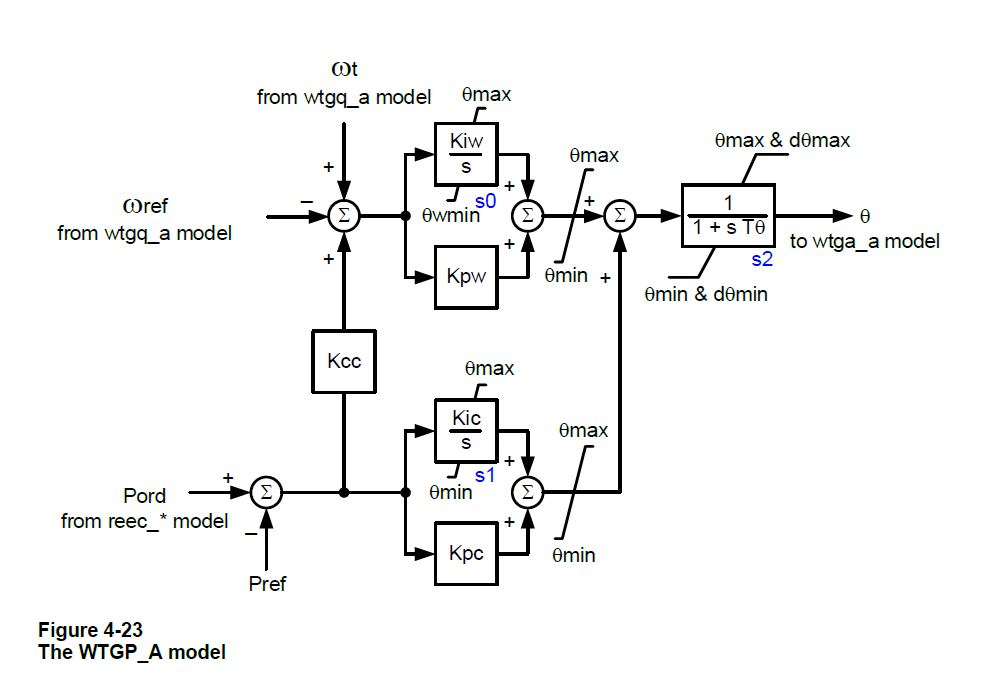 ωt
from wtgq_a model
θmax
Kiw
s
θwmin
s0
+
−
ωref
from wtgq_a model
Σ
+
+
Σ
+
Kpw
θmax
θmin
+
Σ
+
θmax & dθmax
1
1 + s Tθ
s2
θmin & dθmin
θ
to wtga_a model
Kcc
θmax
Kic
s
θmin
s1
+
Σ
+
Kpc
θmax
θmin
Pord
from reec_* model
+
Σ
−
Pref
Figure 4-23
The WTGP_A model